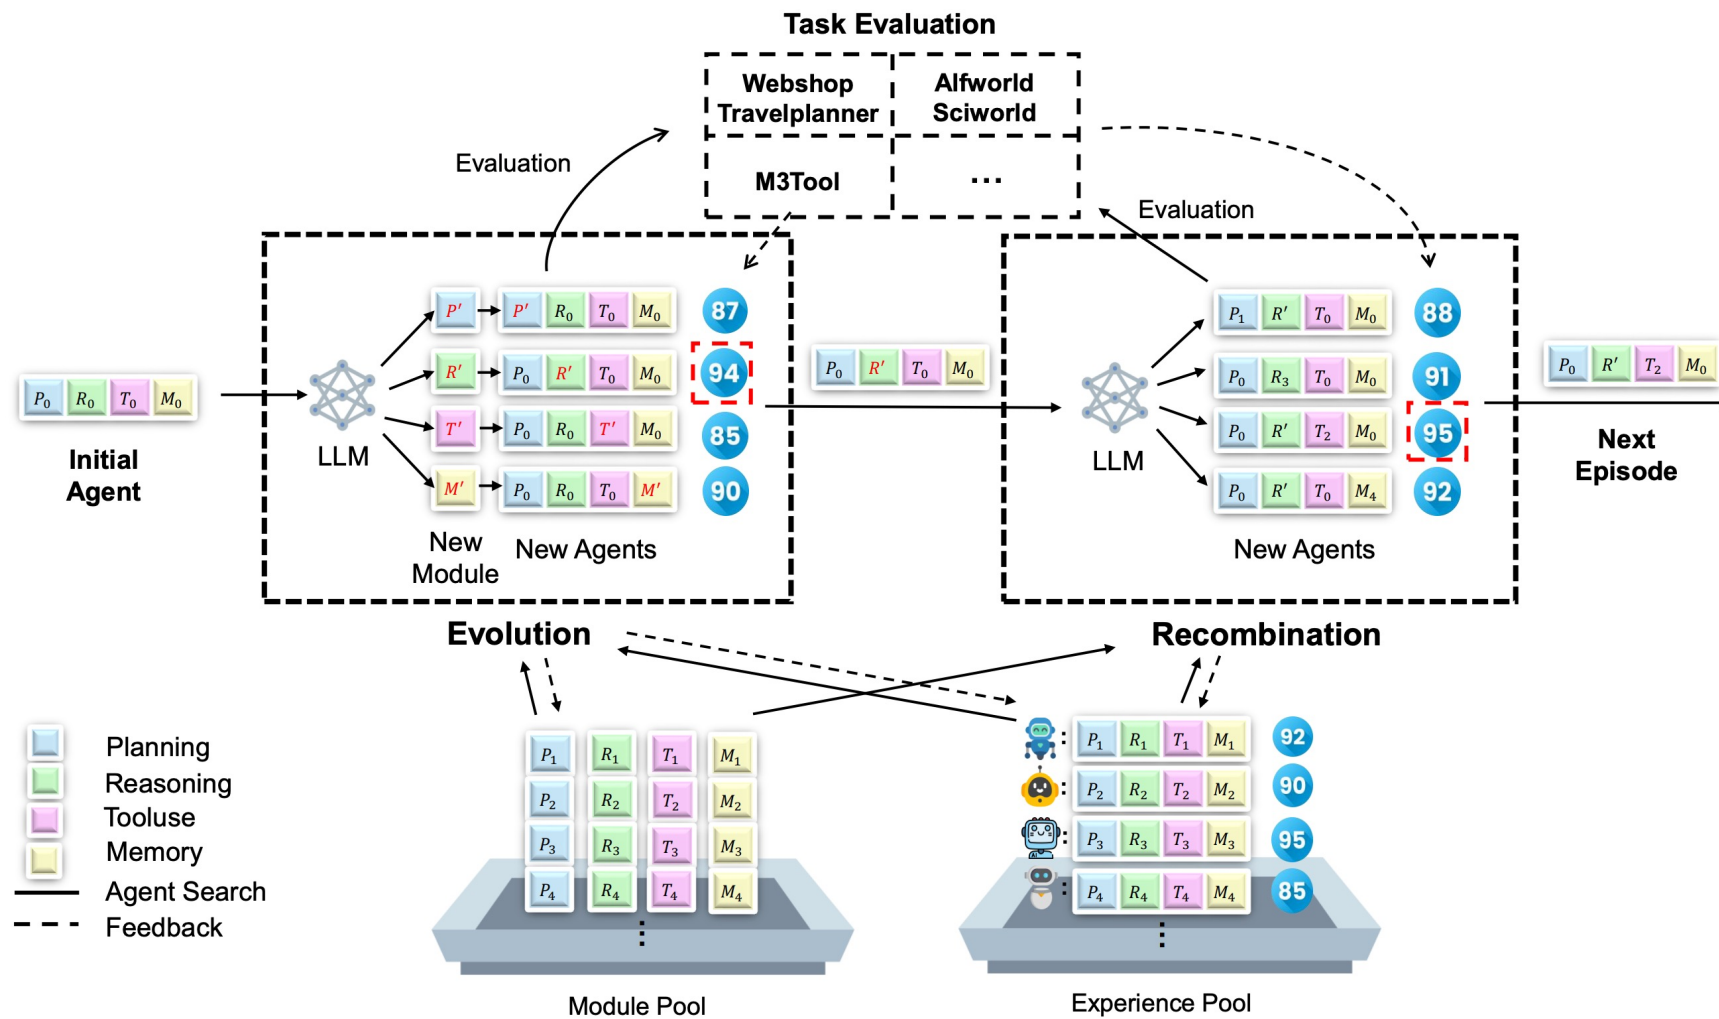 Task Evaluation
Webshop
Travelplanner
Alfworld
Sciworld
M3Tool
...
Evaluation
Evaluation
P₀ R₀ T₀ M₀
Initial
Agent
LLM
P′ P′ R₀ T₀ M₀ 87
R′ P₀ R′ T₀ M₀ 94
T′ P₀ R₀ T′ M₀ 85
M′ P₀ R₀ T₀ M′ 90
New
Module
New Agents
P₀ R′ T₀ M₀
LLM
P₁ R′ T₀ M₀ 88
P₀ R₃ T₀ M₀ 91
P₀ R′ T₂ M₀ 95
P₀ R′ T₀ M₄ 92
New Agents
P₀ R′ T₂ M₀
Next
Episode
Evolution
Recombination
Planning
Reasoning
Tooluse
Memory
Agent Search
Feedback
P₁ R₁ T₁ M₁
P₂ R₂ T₂ M₂
P₃ R₃ T₃ M₃
P₄ R₄ T₄ M₄
⋮
Module Pool
: P₁ R₁ T₁ M₁ 92
: P₂ R₂ T₂ M₂ 90
: P₃ R₃ T₃ M₃ 95
: P₄ R₄ T₄ M₄ 85
⋮
Experience Pool